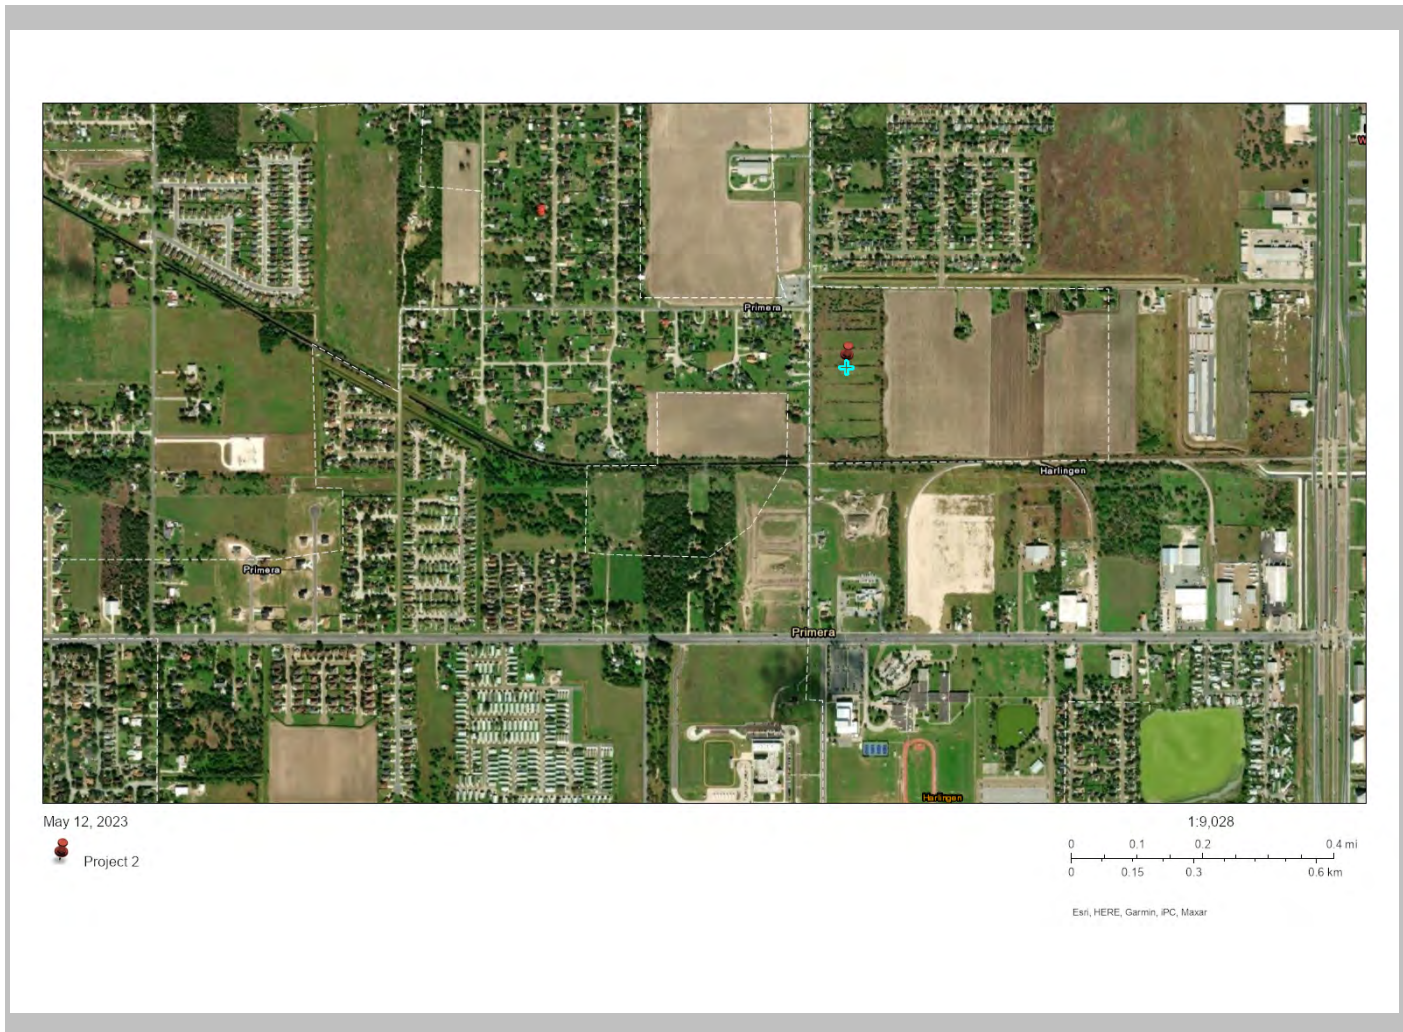 W
Primera
Harlingen
Primera
Primera
Harlingen
May 12, 2023
Project 2
1:9,028
0 0.1 0.2 0.4 mi
0 0.15 0.3 0.6 km
Esri, HERE, Garmin, iPC, Maxar